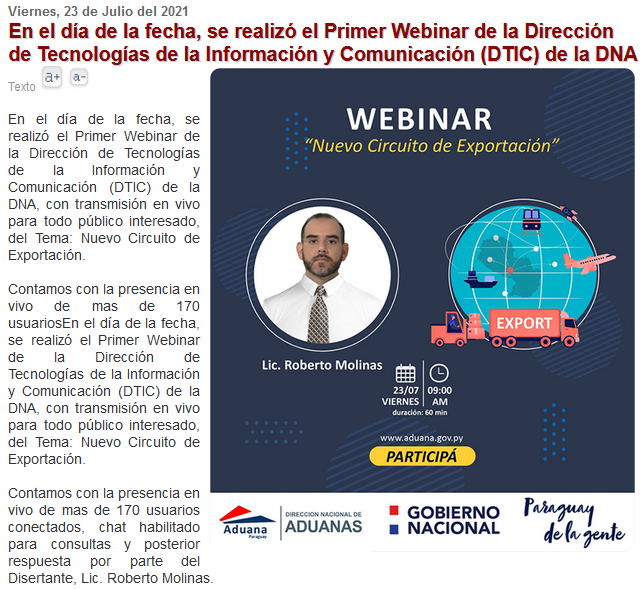 Viernes, 23 de Julio del 2021
En el día de la fecha, se realizó el Primer Webinar de la Dirección
de Tecnologías de la Información y Comunicación (DTIC) de la DNA
Texto a+ a-
En el día de la fecha, se
realizó el Primer Webinar de
la Dirección de Tecnologías
de la Información y
Comunicación (DTIC) de la
DNA, con transmisión en vivo
para todo público interesado,
del Tema: Nuevo Circuito de
Exportación.
Contamos con la presencia en
vivo de mas de 170
usuariosEn el día de la fecha,
se realizó el Primer Webinar
de la Dirección de
Tecnologías de la Información
y Comunicación (DTIC) de la
DNA, con transmisión en vivo
para todo público interesado,
del Tema: Nuevo Circuito de
Exportación.
Contamos con la presencia en
vivo de mas de 170 usuarios
conectados, chat habilitado
para consultas y posterior
respuesta por parte del
Disertante, Lic. Roberto Molinas.
WEBINAR
“Nuevo Circuito de Exportación”
EXPORT
Lic. Roberto Molinas
23/07
VIERNES
09:00
AM
duración: 60 min
www.aduana.gov.py
PARTICIPÁ
Aduana
Paraguay
DIRECCION NACIONAL DE
ADUANAS
GOBIERNO
NACIONAL
Paraguay
de la gente